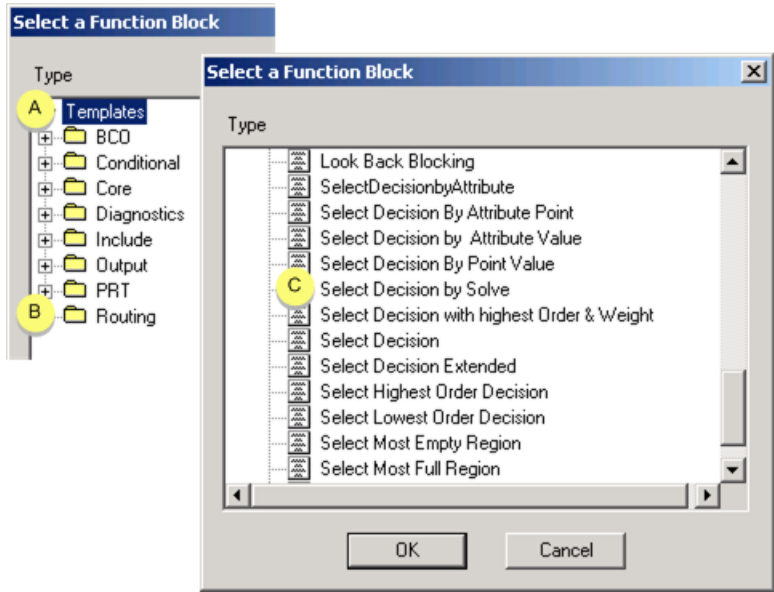 Select a Function Block
Type
A
Templates
BCO
Conditional
Core
Diagnostics
Include
Output
PRT
B
Routing
Select a Function Block
Type
Look Back Blocking
SelectDecisionbyAttribute
Select Decision By Attribute Point
Select Decision by  Attribute Value
Select Decision By Point Value
C
Select Decision by Solve
Select Decision with highest Order & Weight
Select Decision
Select Decision Extended
Select Highest Order Decision
Select Lowest Order Decision
Select Most Empty Region
Select Most Full Region
OK
Cancel